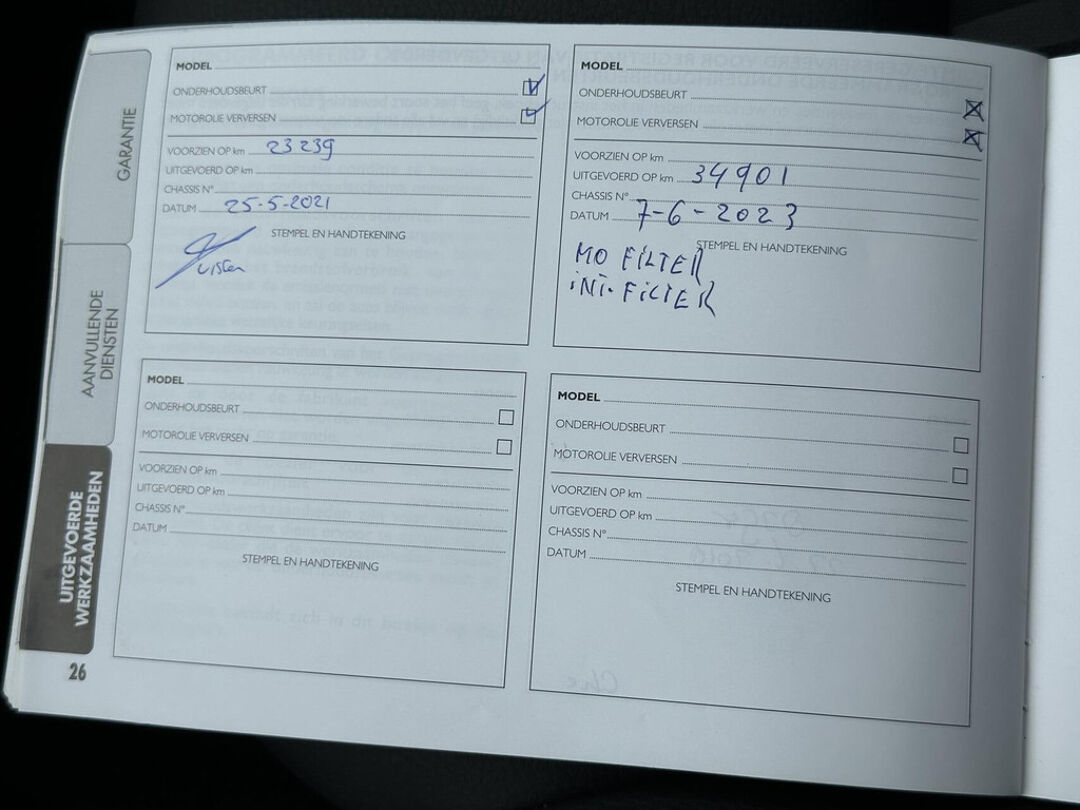 GARANTIE
AANVULLENDE
DIENSTEN
UITGEVOERDE
WERKZAAMHEDEN
26
MODEL
ONDERHOUDSBEURT
MOTOROLIE VERVERSEN
VOORZIEN OP km 23239
UITGEVOERD OP km
CHASSIS N°
DATUM 25-5-2021
STEMPEL EN HANDTEKENING
MODEL
ONDERHOUDSBEURT
MOTOROLIE VERVERSEN
VOORZIEN OP km
UITGEVOERD OP km 34901
CHASSIS N°
DATUM 7-6-2023
STEMPEL EN HANDTEKENING
MO FILTER
INT. FILTER
MODEL
ONDERHOUDSBEURT
MOTOROLIE VERVERSEN
VOORZIEN OP km
UITGEVOERD OP km
CHASSIS N°
DATUM
STEMPEL EN HANDTEKENING
MODEL
ONDERHOUDSBEURT
MOTOROLIE VERVERSEN
VOORZIEN OP km
UITGEVOERD OP km
CHASSIS N°
DATUM
STEMPEL EN HANDTEKENING